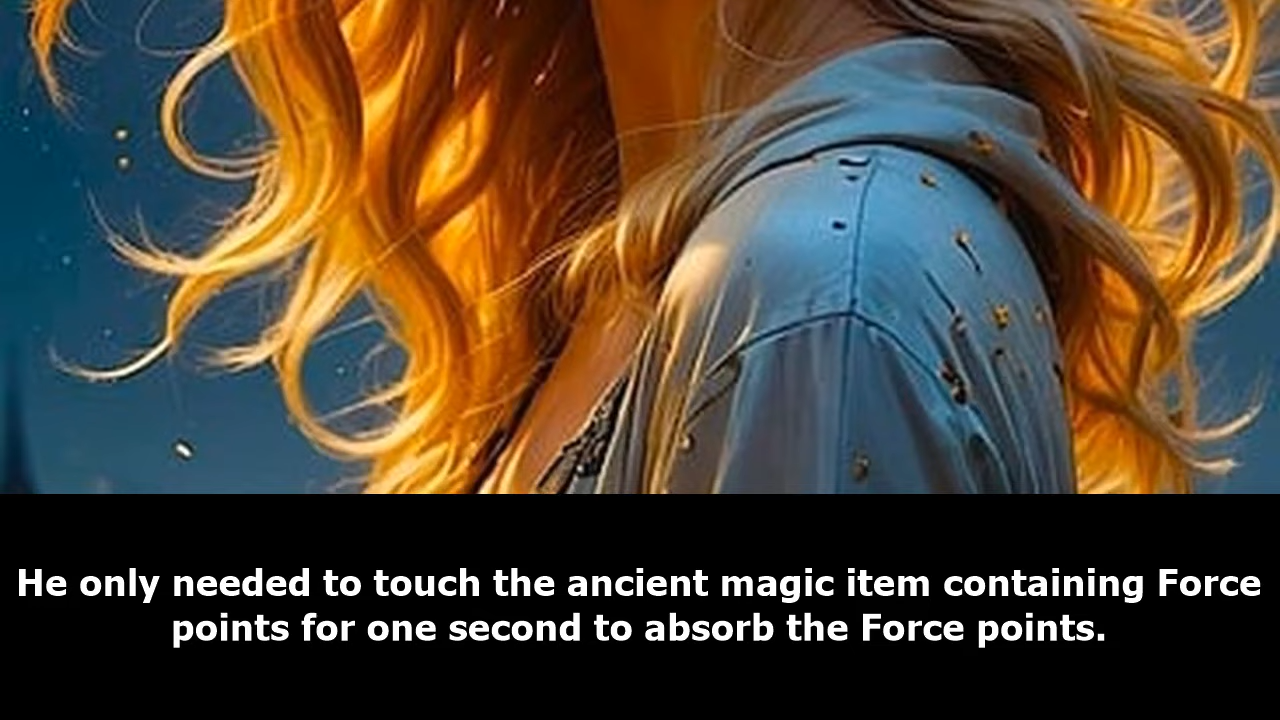 He only needed to touch the ancient magic item containing Force
points for one second to absorb the Force points.